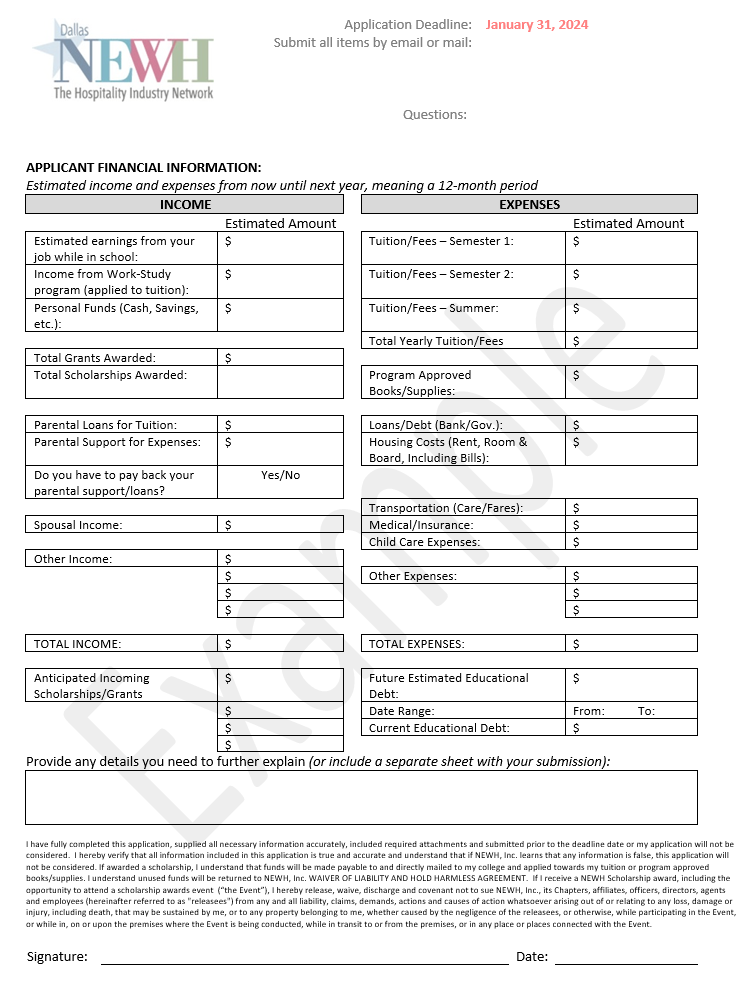 Dallas
NEWH
The Hospitality Industry Network
Application Deadline: January 31, 2024
Submit all items by email or mail:
Questions:
APPLICANT FINANCIAL INFORMATION:
Estimated income and expenses from now until next year, meaning a 12-month period
INCOME
Estimated Amount
Estimated earnings from your $
job while in school:
Income from Work-Study $
program (applied to tuition):
Personal Funds (Cash, Savings, $
etc.):
Total Grants Awarded: $
Total Scholarships Awarded:
Parental Loans for Tuition: $
Parental Support for Expenses: $
Do you have to pay back your Yes/No
parental support/loans?
Spousal Income: $
Other Income: $
$
$
$
TOTAL INCOME: $
Anticipated Incoming $
Scholarships/Grants
$
$
$
EXPENSES
Estimated Amount
Tuition/Fees – Semester 1: $
Tuition/Fees – Semester 2: $
Tuition/Fees – Summer: $
Total Yearly Tuition/Fees $
Program Approved $
Books/Supplies:
Loans/Debt (Bank/Gov.): $
Housing Costs (Rent, Room & $
Board, Including Bills):
Transportation (Care/Fares): $
Medical/Insurance: $
Child Care Expenses: $
Other Expenses: $
$
$
TOTAL EXPENSES: $
Future Estimated Educational $
Debt:
Date Range: From: To:
Current Educational Debt: $
Example
Provide any details you need to further explain (or include a separate sheet with your submission):
I have fully completed this application, supplied all necessary information accurately, included required attachments and submitted prior to the deadline date or my application will not be
considered. I hereby verify that all information included in this application is true and accurate and understand that if NEWH, Inc. learns that any information is false, this application will
not be considered. If awarded a scholarship, I understand that funds will be made payable to and directly mailed to my college and applied towards my tuition or program approved
books/supplies. I understand unused funds will be returned to NEWH, Inc. WAIVER OF LIABILITY AND HOLD HARMLESS AGREEMENT. If I receive a NEWH Scholarship award, including the
opportunity to attend a scholarship awards event ("the Event"), I hereby release, waive, discharge and covenant not to sue NEWH, Inc., its Chapters, affiliates, officers, directors, agents
and employees (hereinafter referred to as "releasees") from any and all liability, claims, demands, actions and causes of action whatsoever arising out of or relating to any loss, damage or
injury, including death, that may be sustained by me, or to any property belonging to me, whether caused by the negligence of the releasees, or otherwise, while participating in the Event,
or while in, on or upon the premises where the Event is being conducted, while in transit to or from the premises, or in any place or places connected with the Event.
Signature: Date: